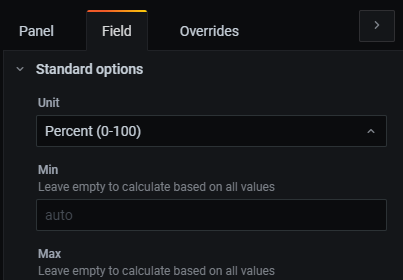 Panel Field Overrides
Standard options
Unit
Percent (0-100)
Min
Leave empty to calculate based on all values
auto
Max
Leave empty to calculate based on all values